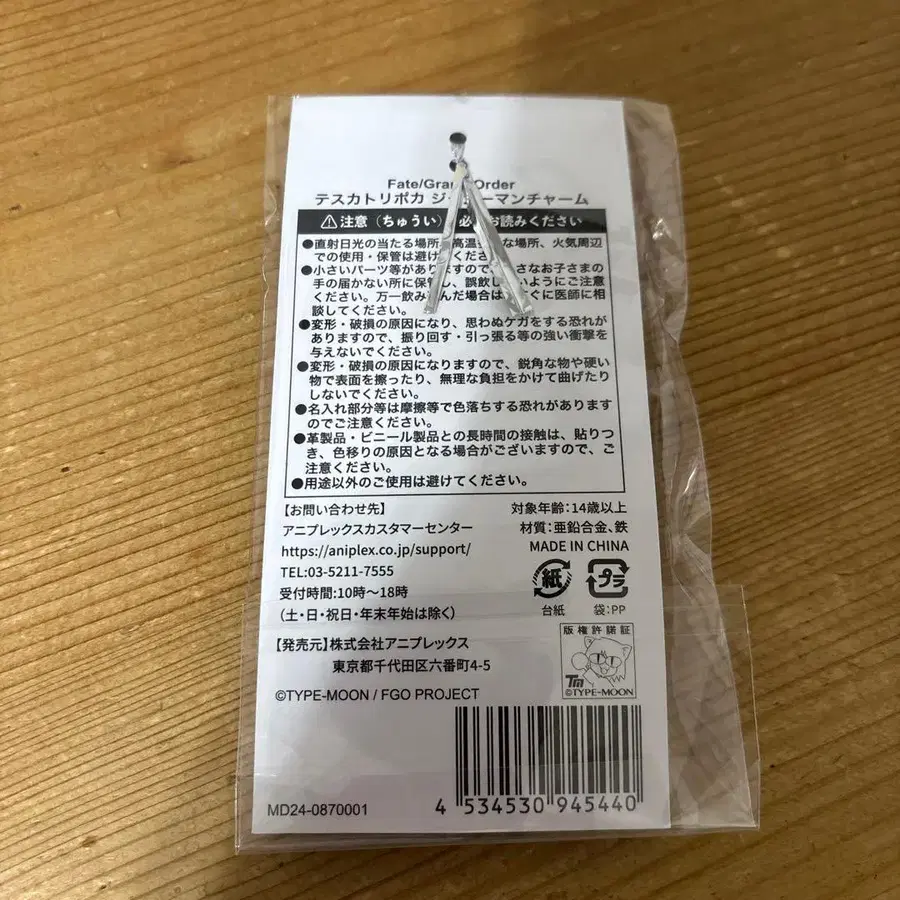 Fate/Gra Order
テスカトリポカ ジ ーマンチャーム
注意（ちゅうい） 必 お読みください
●直射日光の当たる場所 高温 な場所、火気周辺
での使用・保管は避け ください。
●小さいパーツ等がありますので、 さなお子さまの
手の届かない所に保管し、誤飲し いようにご注意
ください。万一飲み んだ場合は ぐに医師に相
談してください。
●変形・破損の原因になり、思わぬケガをする恐れが
ありますので、振り回す・引っ張る等の強い衝撃を
与えないでください。
●変形・破損の原因になりますので、鋭角な物や硬い
物で表面を擦ったり、無理な負担をかけて曲げたり
しないでください。
●名入れ部分等は摩擦等で色落ちする恐れがあります
のでご注意ください。
●革製品・ビニール製品との長時間の接触は、貼りつ
き、色移りの原因となる場合がございますので、ご
注意ください。
●用途以外のご使用は避けてください。
【お問い合わせ先】
アニプレックスカスタマーセンター
https://aniplex.co.jp/support/
TEL:03-5211-7555
受付時間:10時～18時
（土・日・祝日・年末年始は除く）
対象年齢:14歳以上
材質:亜鉛合金、鉄
MADE IN CHINA
紙 プラ
台紙 袋:PP
【発売元】株式会社アニプレックス
東京都千代田区六番町4-5
©TYPE-MOON / FGO PROJECT
版権許諾証
TM
©TYPE-MOON
MD24-0870001
4 534530 945440